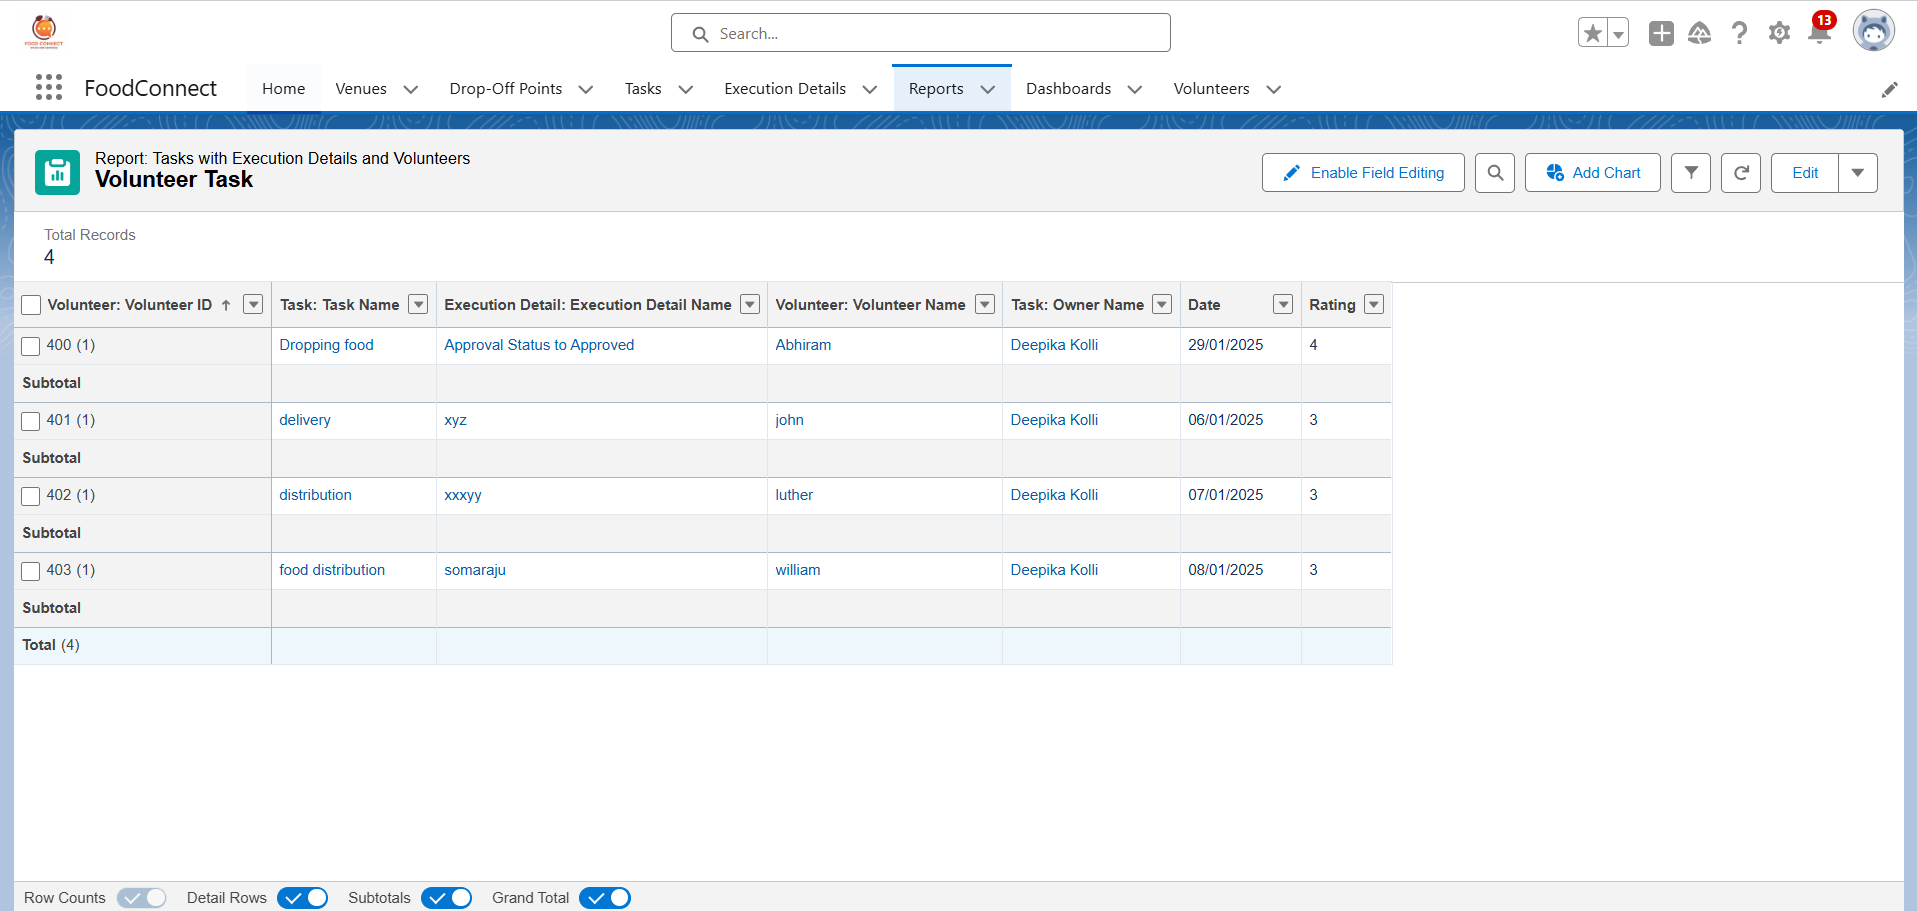 FOOD CONNECT
Search...
13
FoodConnect
Home
Venues
Drop-Off Points
Tasks
Execution Details
Reports
Dashboards
Volunteers
Report: Tasks with Execution Details and Volunteers
Volunteer Task
Enable Field Editing
Add Chart
Edit
Total Records
4
Volunteer: Volunteer ID ↑ Task: Task Name Execution Detail: Execution Detail Name Volunteer: Volunteer Name Task: Owner Name Date Rating
400 (1) Dropping food Approval Status to Approved Abhiram Deepika Kolli 29/01/2025 4
Subtotal
401 (1) delivery xyz john Deepika Kolli 06/01/2025 3
Subtotal
402 (1) distribution xxxyy luther Deepika Kolli 07/01/2025 3
Subtotal
403 (1) food distribution somaraju william Deepika Kolli 08/01/2025 3
Subtotal
Total (4)
Row Counts Detail Rows Subtotals Grand Total